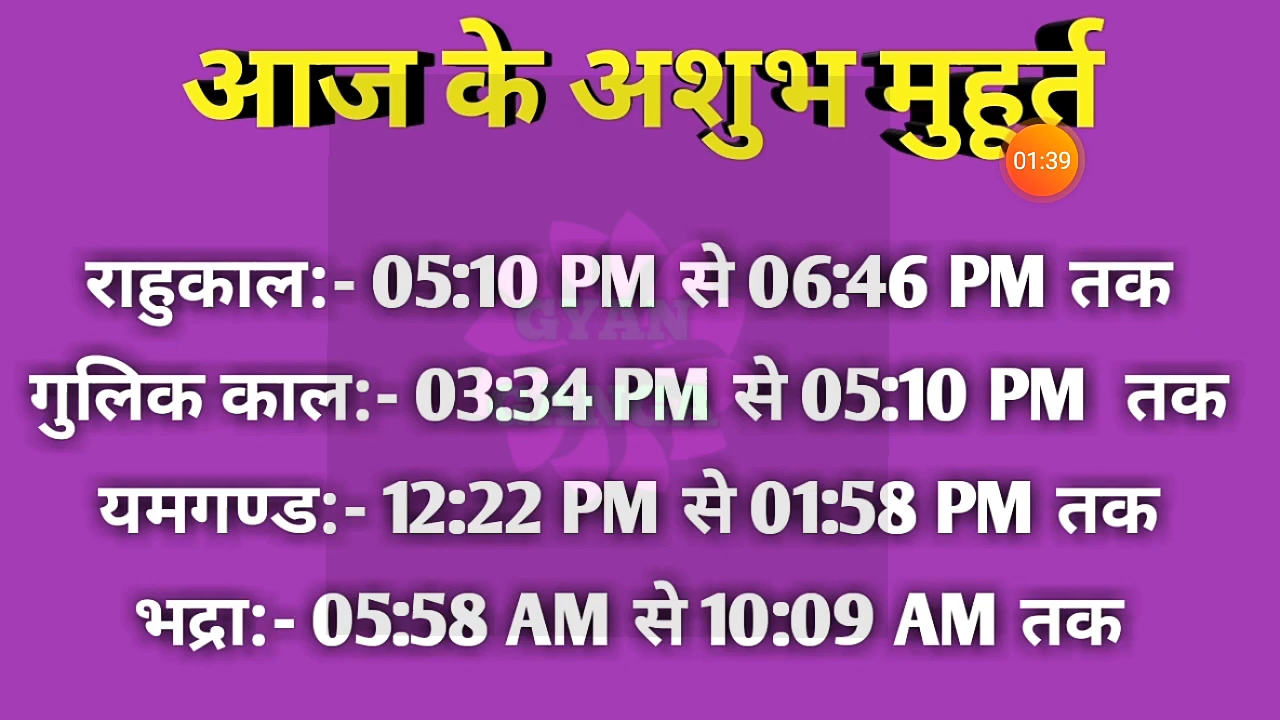 आज के अशुभ मुहूर्त
01:39
राहुकाल:- 05:10 PM से 06:46 PM तक
गुलिक काल:- 03:34 PM से 05:10 PM तक
यमगण्ड:- 12:22 PM से 01:58 PM तक
भद्रा:- 05:58 AM से 10:09 AM तक
GYAN